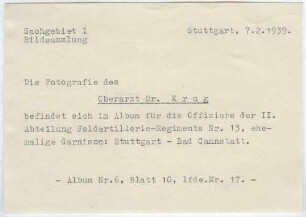 Sachgebiet I
Bildsammlung
Stuttgart, 7.2.1939.
Die Fotografie des
Oberarzt Dr. K r u g
befindet sich im Album für die Offiziere der II.
Abteilung Feldartillerie-Regiments Nr. 13, ehe-
malige Garnison: Stuttgart - Bad Cannstatt.
- Album Nr.6, Blatt 10, lfde.Nr. 17.-